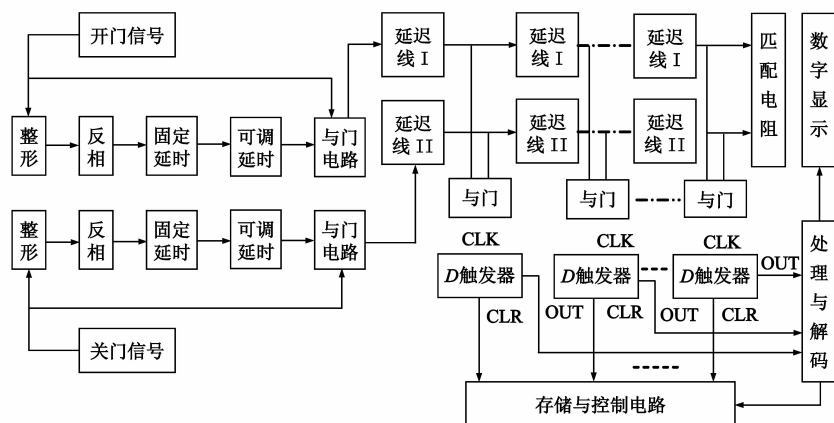 开门信号
整形
反相
固定延时
可调延时
与门电路
延迟线 I
延迟线 I
延迟线 I
匹配电阻
数字显示
延迟线 II
延迟线 II
延迟线 II
与门
与门
与门
整形
反相
固定延时
可调延时
与门电路
CLK
CLK
CLK
D触发器
D触发器
D触发器
OUT
处理与解码
CLR
OUT
CLR
OUT
CLR
关门信号
存储与控制电路